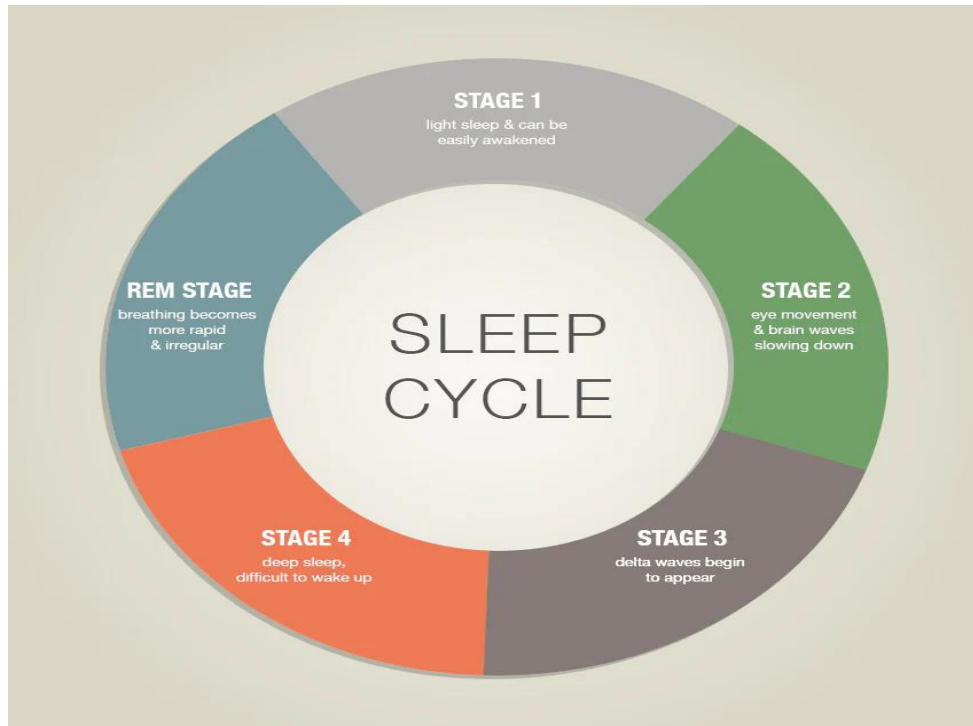 STAGE 1
light sleep & can be
easily awakened
STAGE 2
eye movement
& brain waves
slowing down
STAGE 3
delta waves begin
to appear
STAGE 4
deep sleep,
difficult to wake up
REM STAGE
breathing becomes
more rapid
& irregular
SLEEP
CYCLE